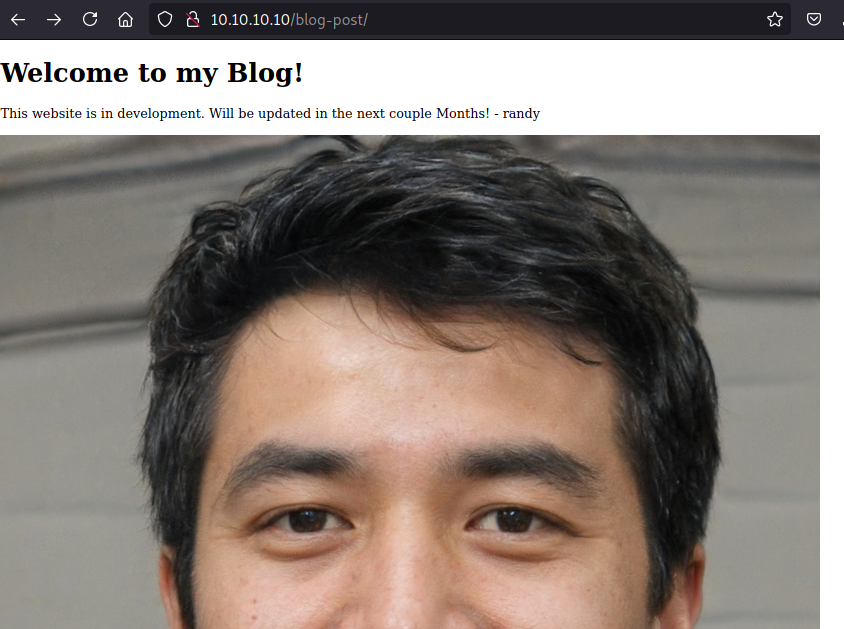 10.10.10.10/blog-post/
Welcome to my Blog!
This website is in development. Will be updated in the next couple Months! - randy